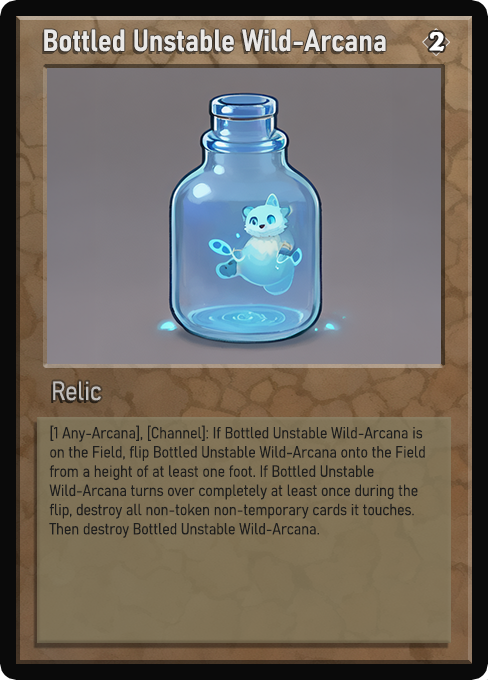 Bottled Unstable Wild-Arcana 2
Relic
[1 Any-Arcana], [Channel]: If Bottled Unstable Wild-Arcana is
on the Field, flip Bottled Unstable Wild-Arcana onto the Field
from a height of at least one foot. If Bottled Unstable
Wild-Arcana turns over completely at least once during the
flip, destroy all non-token non-temporary cards it touches.
Then destroy Bottled Unstable Wild-Arcana.